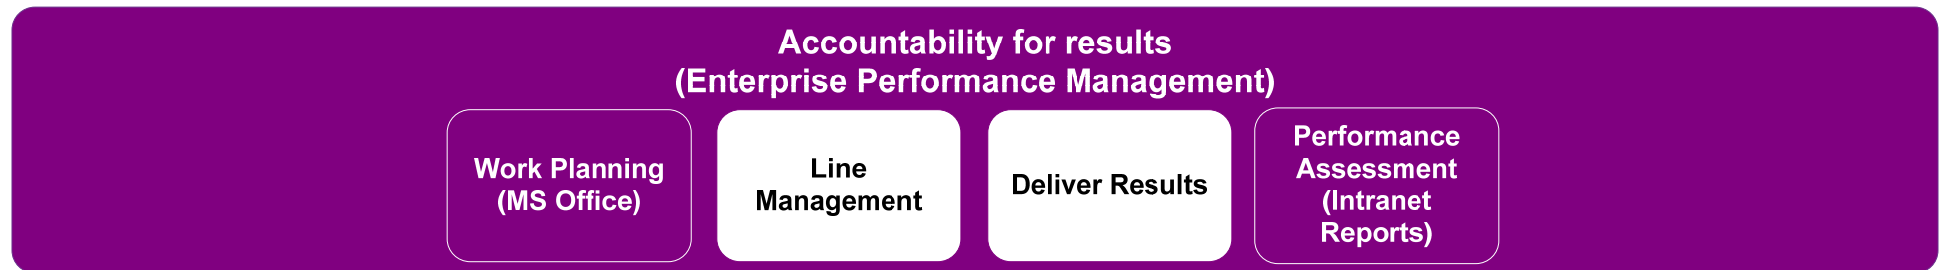 Accountability for results
(Enterprise Performance Management)
Work Planning
(MS Office)
Line
Management
Deliver Results
Performance
Assessment
(Intranet
Reports)